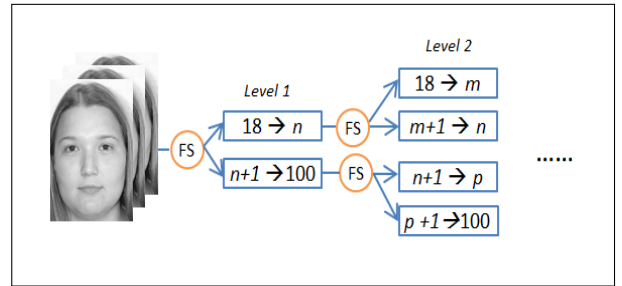 Level 1
Level 2
FS
18 → n
n+1 → 100
FS
FS
18 → m
m+1 → n
n+1 → p
p +1→100
......